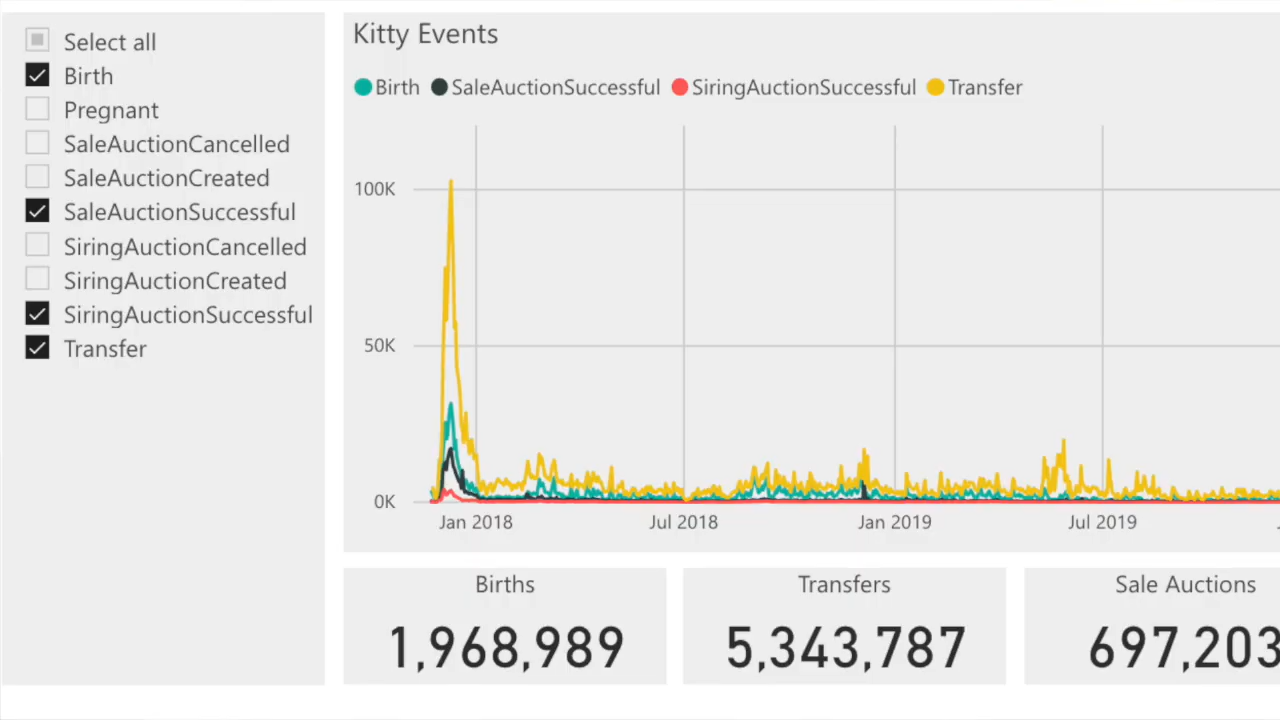 Select all
Birth
Pregnant
SaleAuctionCancelled
SaleAuctionCreated
SaleAuctionSuccessful
SiringAuctionCancelled
SiringAuctionCreated
SiringAuctionSuccessful
Transfer
Kitty Events
Birth SaleAuctionSuccessful SiringAuctionSuccessful Transfer
100K
50K
0K
Jan 2018 Jul 2018 Jan 2019 Jul 2019
Births
1,968,989
Transfers
5,343,787
Sale Auctions
697,203